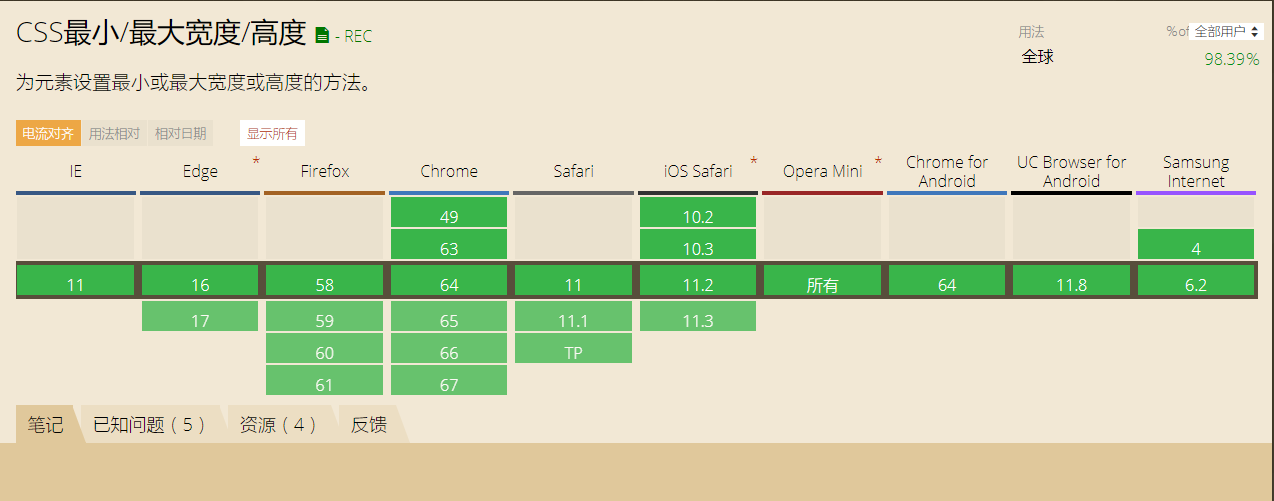 CSS最小/最大宽度/高度 - REC
用法 %of 全部用户
全球 98.39%
为元素设置最小或最大宽度或高度的方法。
电流对齐 用法相对 相对日期 显示所有
IE Edge * Firefox Chrome Safari iOS Safari * Opera Mini * Chrome for Android UC Browser for Android Samsung Internet
49 10.2
63 10.3 4
11 16 58 64 11 11.2 所有 64 11.8 6.2
17 59 65 11.1 11.3
60 66 TP
61 67
笔记 已知问题（5） 资源（4） 反馈